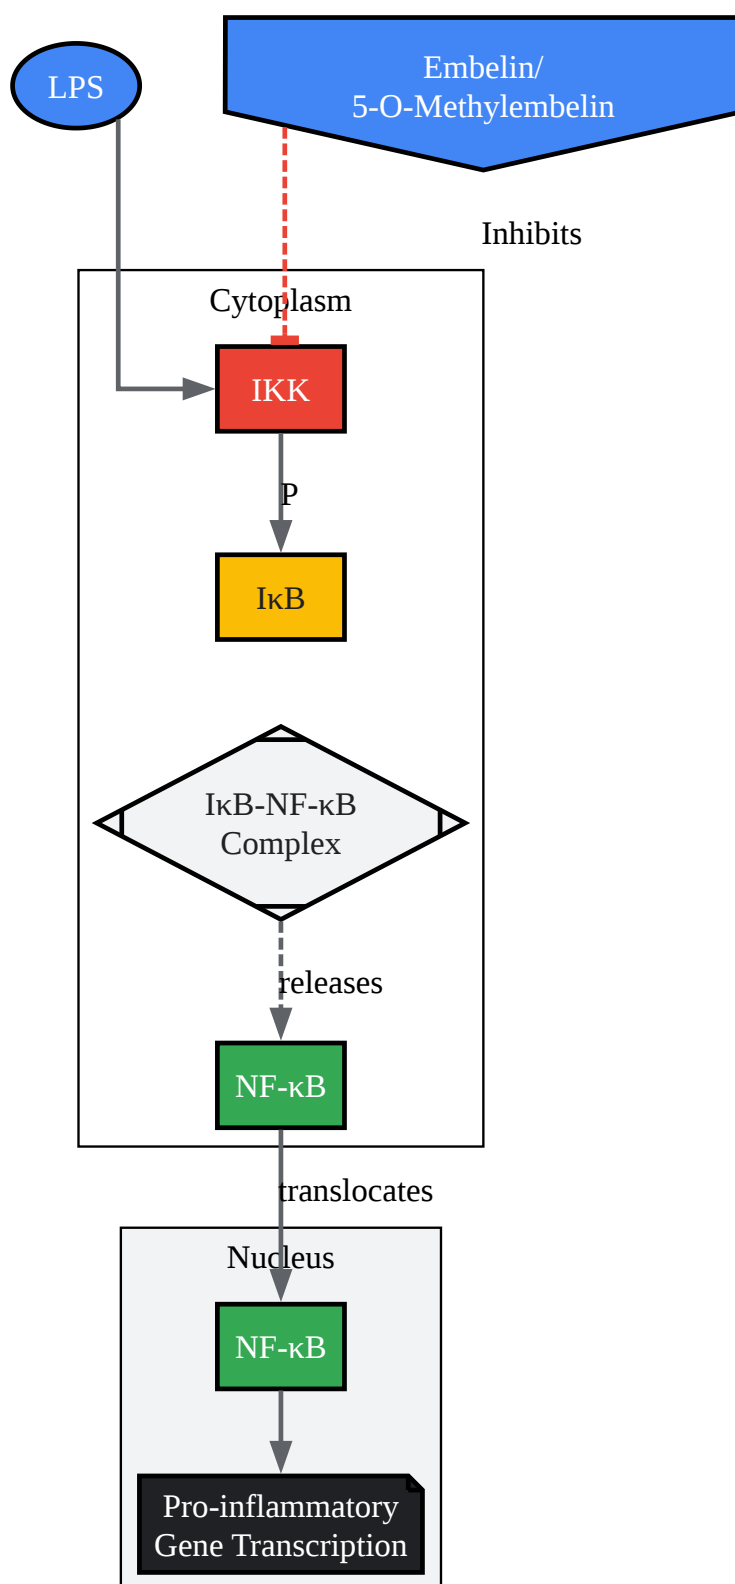 LPS
Embelin/
5-O-Methylembelin
Inhibits
Cytoplasm
IKK
P
IκB
IκB-NF-κB
Complex
releases
NF-κB
translocates
Nucleus
NF-κB
Pro-inflammatory
Gene Transcription